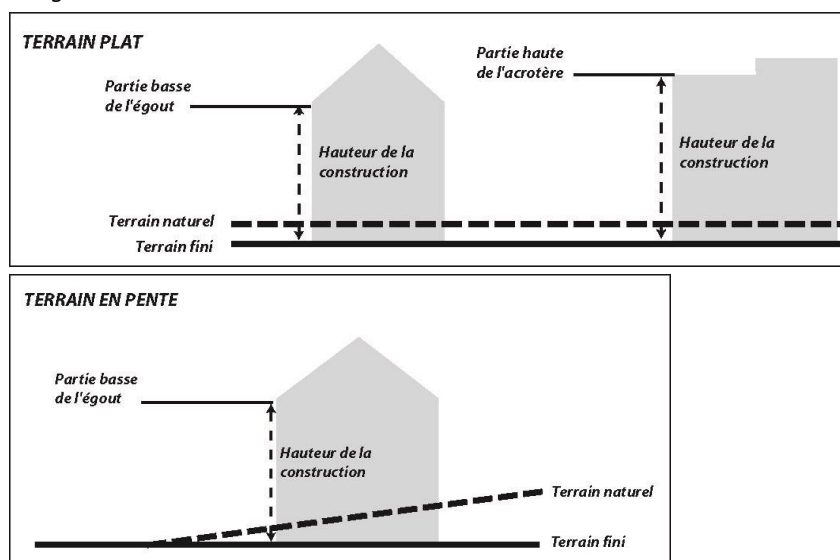 TERRAIN PLAT
Partie basse
de l'égout
Hauteur de la
construction
Partie haute
de l'acrotère
Hauteur de la
construction
Terrain naturel
Terrain fini
TERRAIN EN PENTE
Partie basse
de l'égout
Hauteur de la
construction
Terrain naturel
Terrain fini